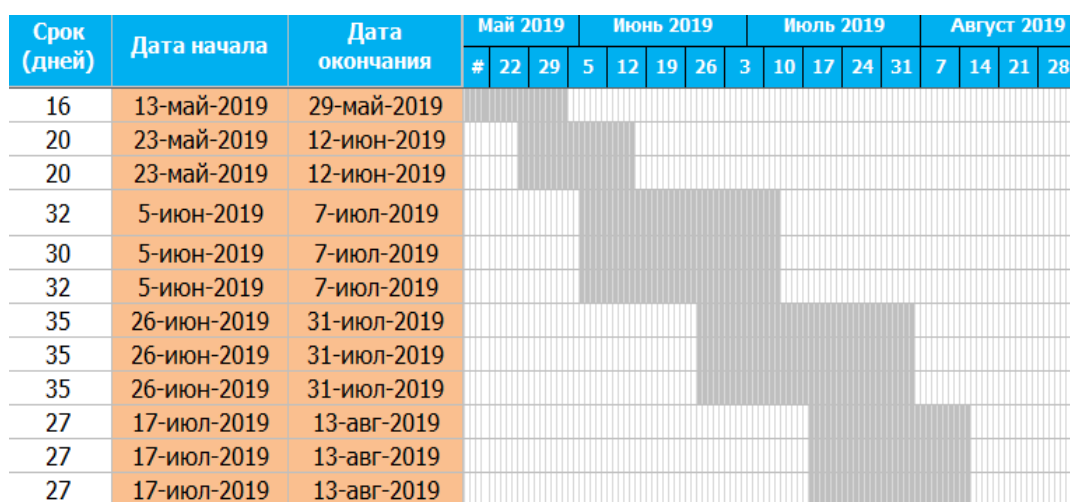 Срок (дней) Дата начала Дата окончания Май 2019 Июнь 2019 Июль 2019 Август 2019
# 22 29 5 12 19 26 3 10 17 24 31 7 14 21 28
16 13-май-2019 29-май-2019
20 23-май-2019 12-июн-2019
20 23-май-2019 12-июн-2019
32 5-июн-2019 7-июл-2019
30 5-июн-2019 7-июл-2019
32 5-июн-2019 7-июл-2019
35 26-июн-2019 31-июл-2019
35 26-июн-2019 31-июл-2019
35 26-июн-2019 31-июл-2019
27 17-июл-2019 13-авг-2019
27 17-июл-2019 13-авг-2019
27 17-июл-2019 13-авг-2019